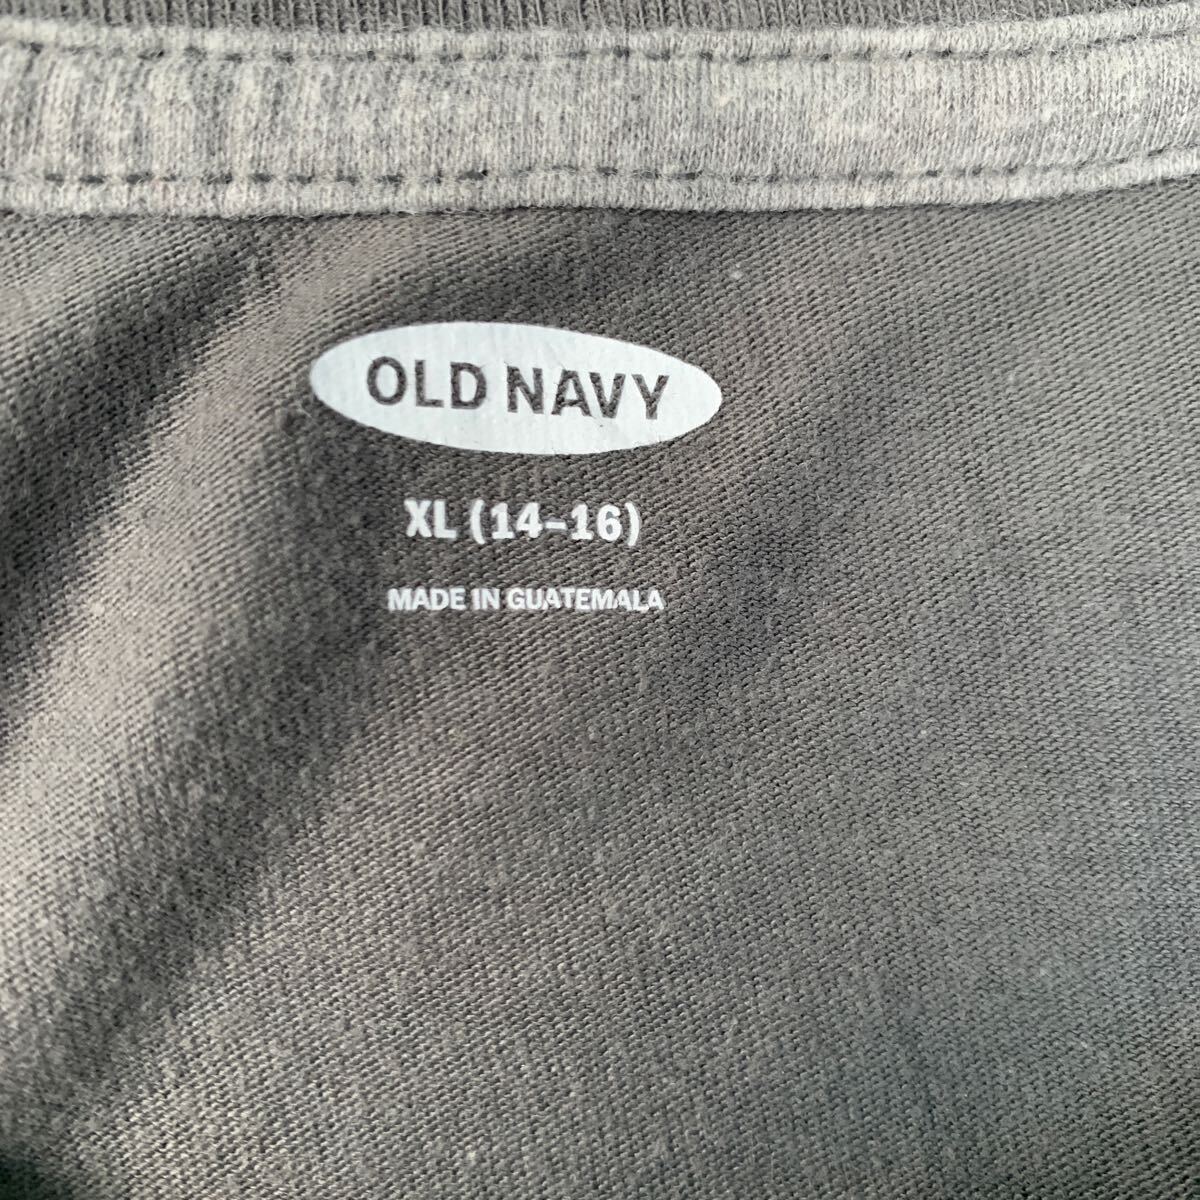 OLD NAVY
XL (14-16)
MADE IN GUATEMALA